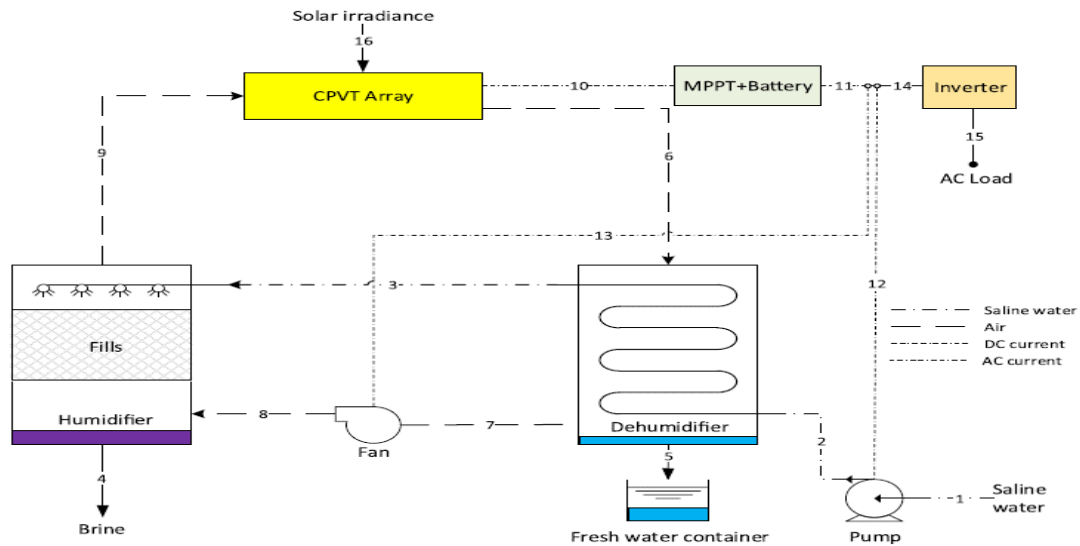 Solar irradiance
16
CPVT Array
10
MPPT+Battery
11
14
Inverter
15
AC Load
9
6
13
3
12
Saline water
Air
DC current
AC current
Fills
Humidifier
8
Fan
7
Dehumidifier
2
4
5
1
Saline
water
Brine
Fresh water container
Pump